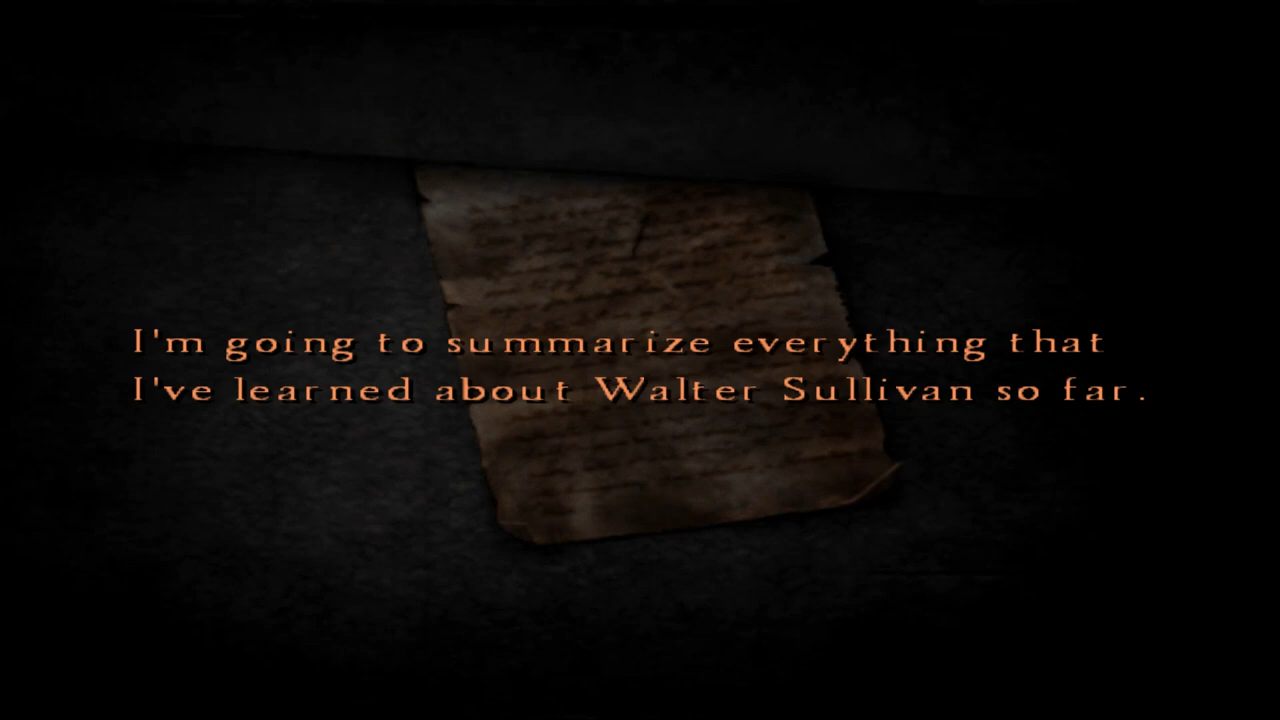 I'm going to summarize everything that
I've learned about Walter Sullivan so far.